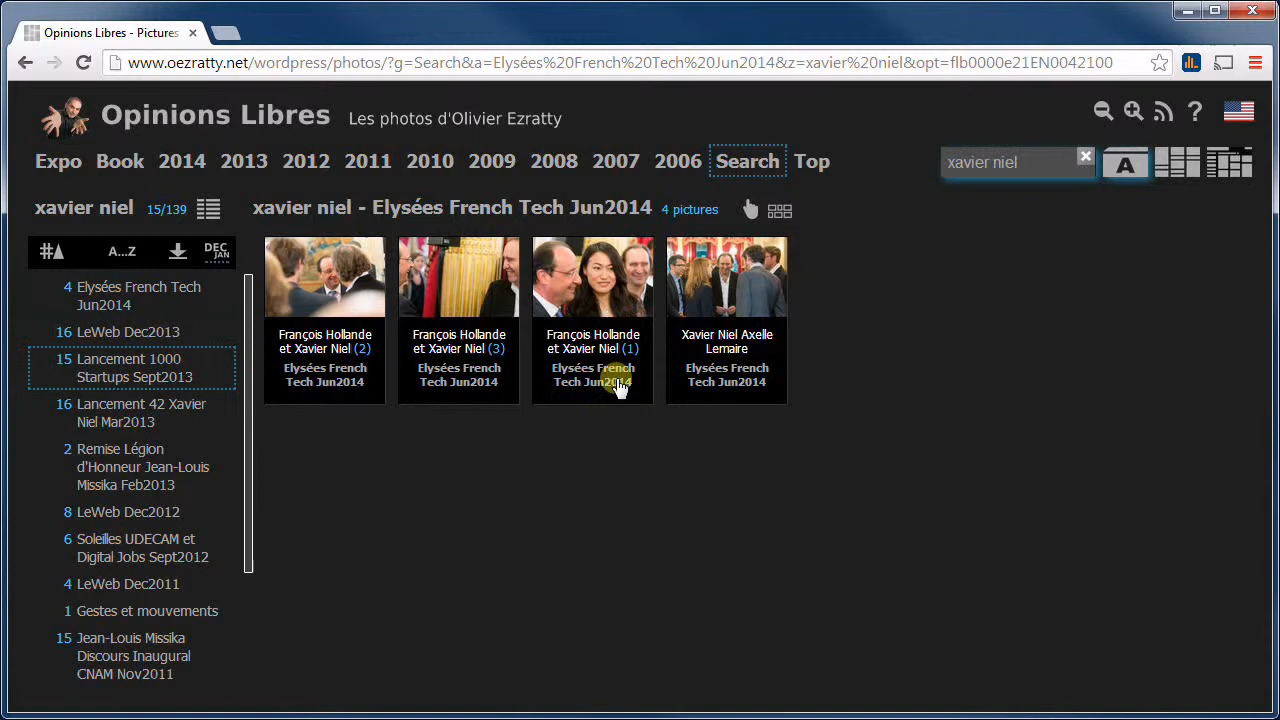 Opinions Libres - Pictures
www.oezratty.net/wordpress/photos/?g=Search&a=Elysées%20French%20Tech%20Jun2014&z=xavier%20niel&opt=flb0000e21EN0042100
Opinions Libres Les photos d'Olivier Ezratty
Expo Book 2014 2013 2012 2011 2010 2009 2008 2007 2006 Search Top
xavier niel
A
xavier niel 15/139
xavier niel - Elysées French Tech Jun2014 4 pictures
# A...Z DEC
JAN
4 Elysées French Tech
Jun2014
16 LeWeb Dec2013
15 Lancement 1000
Startups Sept2013
16 Lancement 42 Xavier
Niel Mar2013
2 Remise Légion
d'Honneur Jean-Louis
Missika Feb2013
8 LeWeb Dec2012
6 Soleilles UDECAM et
Digital Jobs Sept2012
4 LeWeb Dec2011
1 Gestes et mouvements
15 Jean-Louis Missika
Discours Inaugural
CNAM Nov2011
François Hollande
et Xavier Niel (2)
Elysées French
Tech Jun2014
François Hollande
et Xavier Niel (3)
Elysées French
Tech Jun2014
François Hollande
et Xavier Niel (1)
Elysées French
Tech Jun2014
Xavier Niel Axelle
Lemaire
Elysées French
Tech Jun2014